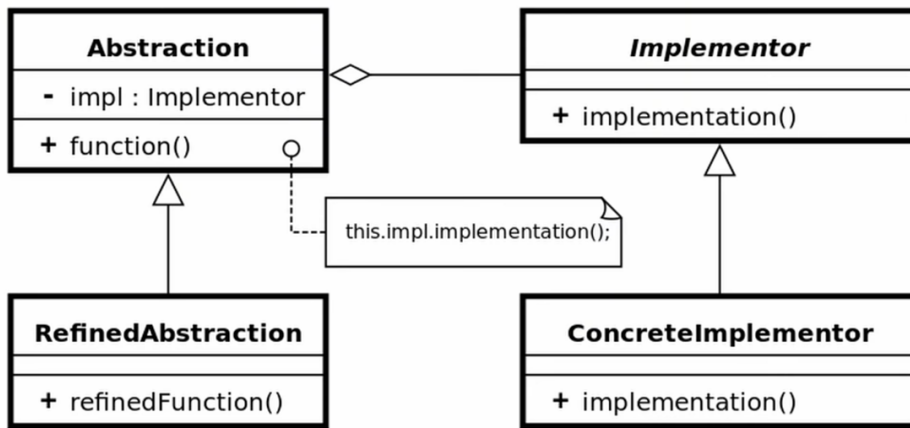 Abstraction
- impl : Implementor
+ function()
Implementor
+ implementation()
this.impl.implementation();
RefinedAbstraction
+ refinedFunction()
ConcreteImplementor
+ implementation()